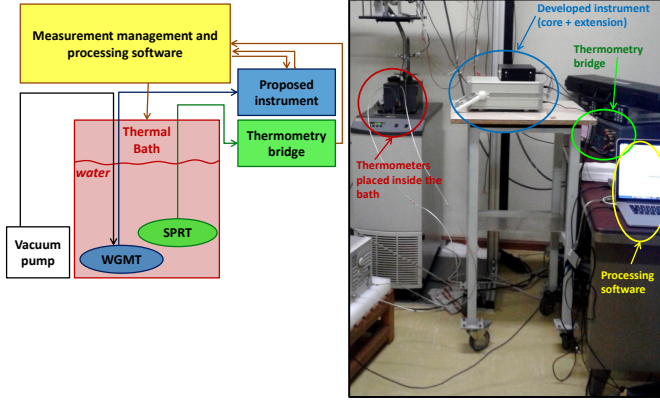 Measurement management and
processing software
Proposed
instrument
Thermal
Bath
Thermometry
bridge
water
SPRT
Vacuum
pump
WGMT
Developed instrument
(core + extension)
Thermometry
bridge
Thermometers
placed inside the
bath
Processing
software